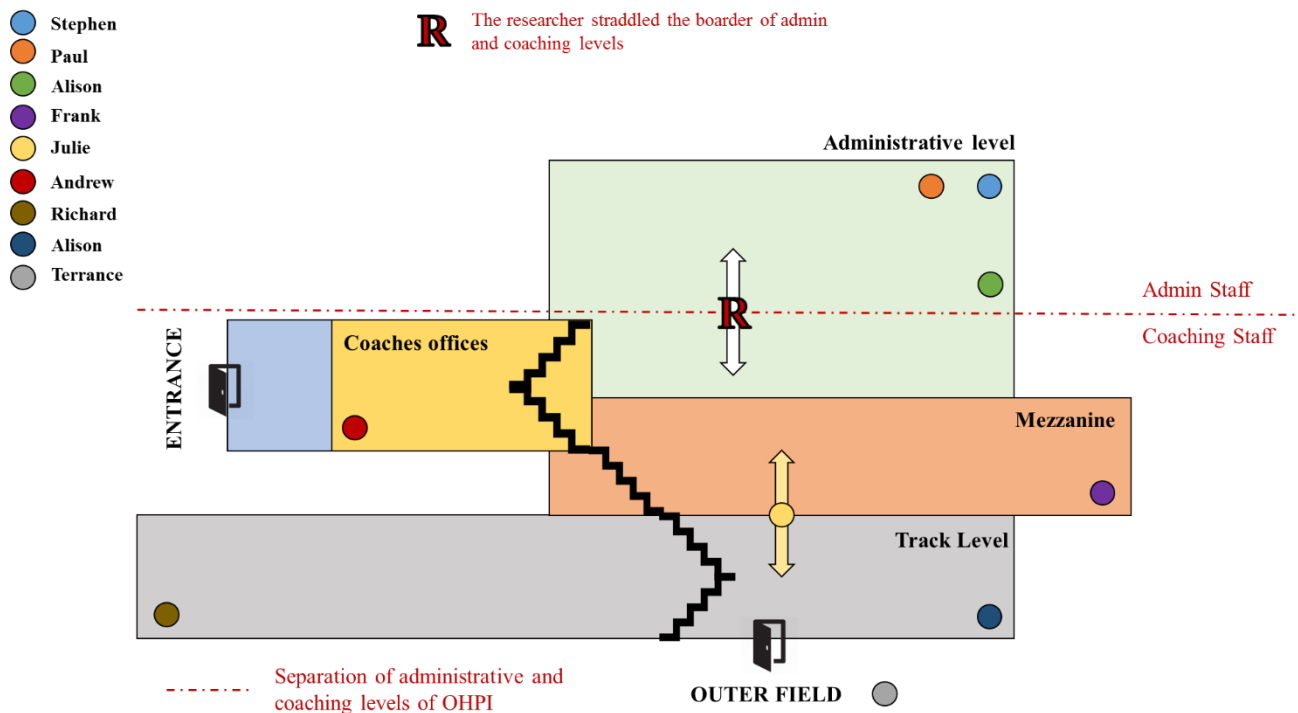 Stephen
Paul
Alison
Frank
Julie
Andrew
Richard
Alison
Terrance
R
The researcher straddled the boarder of admin
and coaching levels
Administrative level
R
Admin Staff
Coaching Staff
ENTRANCE
Coaches offices
Mezzanine
Track Level
Separation of administrative and
coaching levels of OHPI
OUTER FIELD